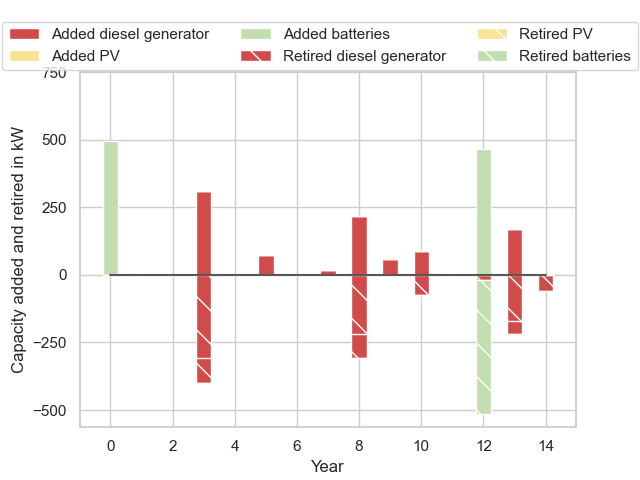 Added diesel generator Added batteries Retired PV
Added PV Retired diesel generator Retired batteries
750
500
250
0
−250
−500
Capacity added and retired in kW
0 2 4 6 8 10 12 14
Year